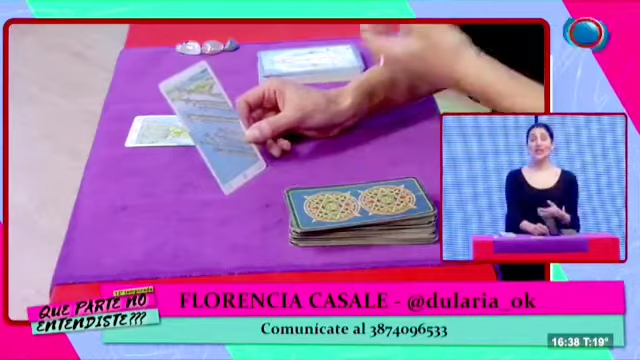 FLORENCIA CASALE - @dularia_ok
QUE PARTE NO
ENTENDISTE???
Comunícate al 3874096533
16:38 T:19°